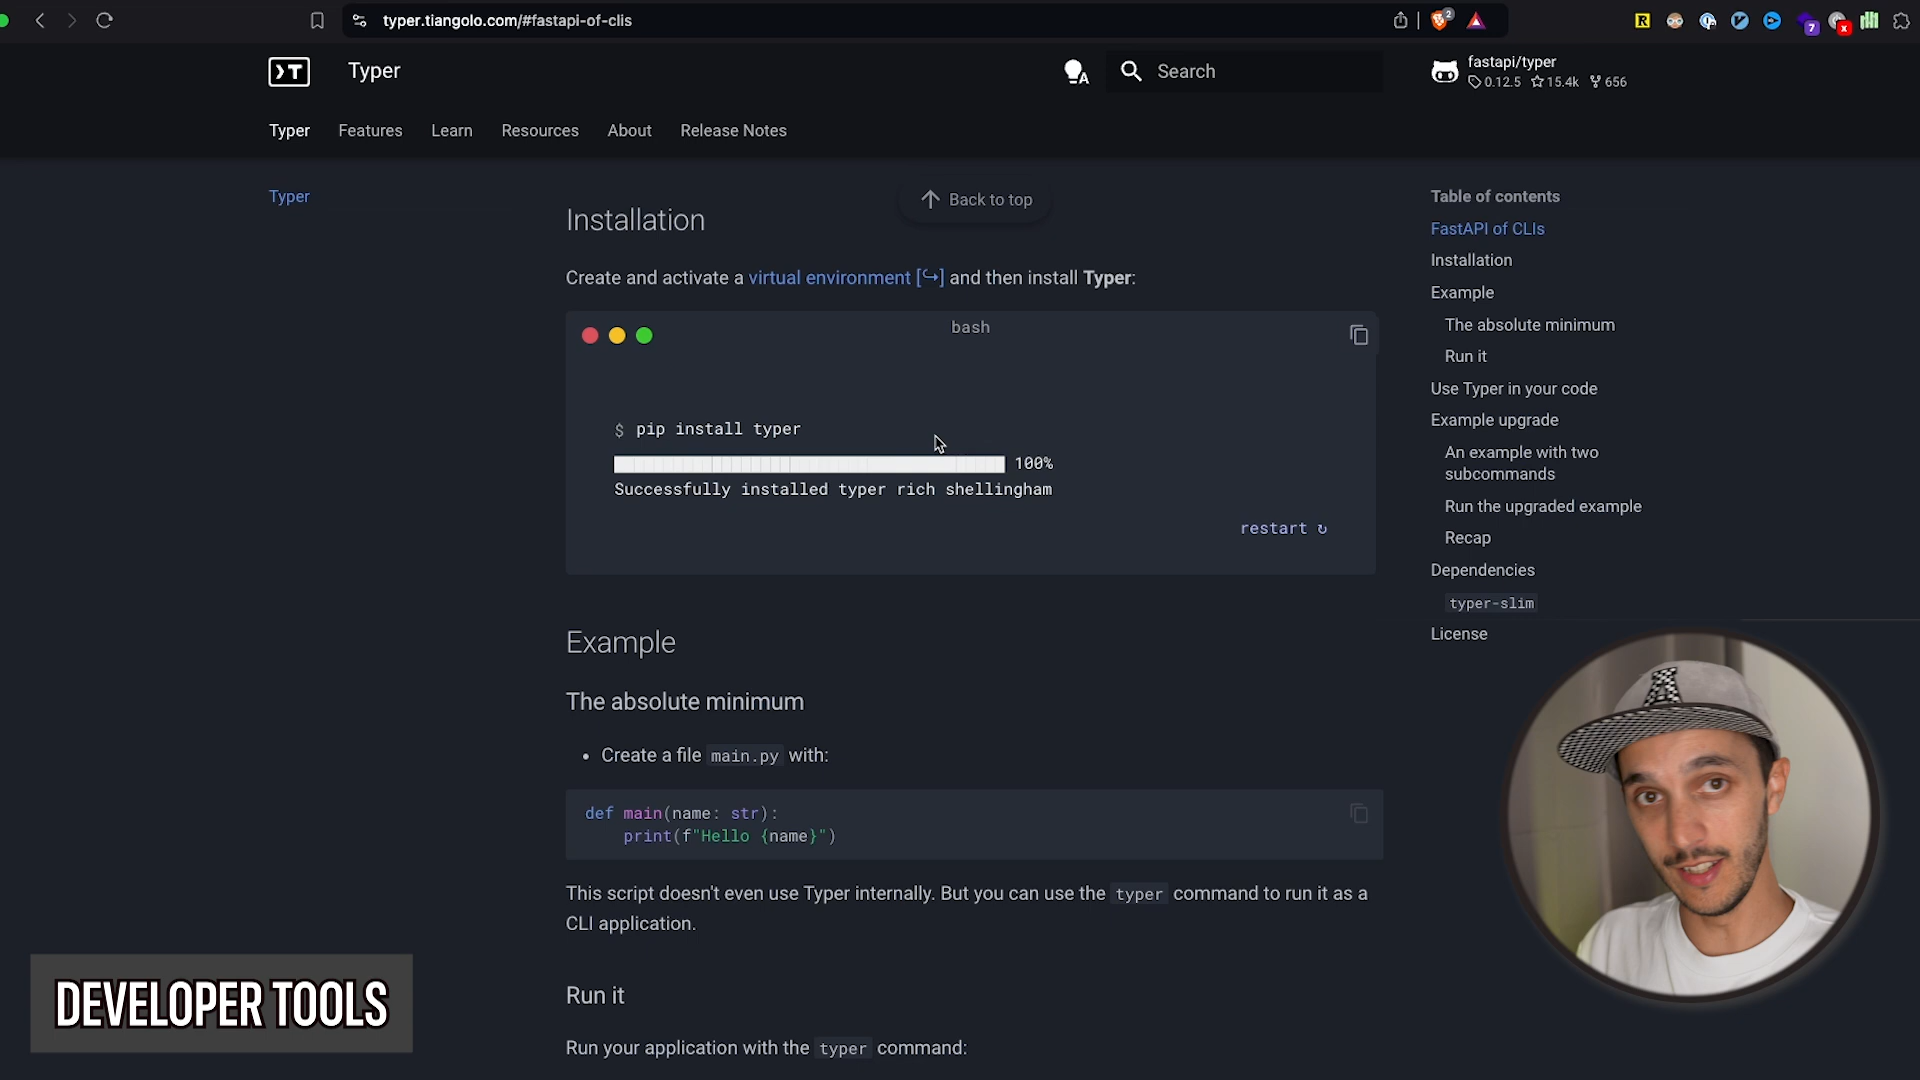 typer.tiangolo.com/#fastapi-of-clis
2
7
x
Typer
Search
fastapi/typer
0.12.5 15.4k 656
Typer Features Learn Resources About Release Notes
Typer
Back to top
Installation
Create and activate a virtual environment [↪] and then install Typer:
bash
$ pip install typer
100%
Successfully installed typer rich shellingham
restart ↻
Example
The absolute minimum
• Create a file main.py with:
def main(name: str):
    print(f"Hello {name}")
This script doesn't even use Typer internally. But you can use the typer command to run it as a
CLI application.
Run it
Run your application with the typer command:
Table of contents
FastAPI of CLIs
Installation
Example
The absolute minimum
Run it
Use Typer in your code
Example upgrade
An example with two
subcommands
Run the upgraded example
Recap
Dependencies
typer-slim
License
DEVELOPER TOOLS